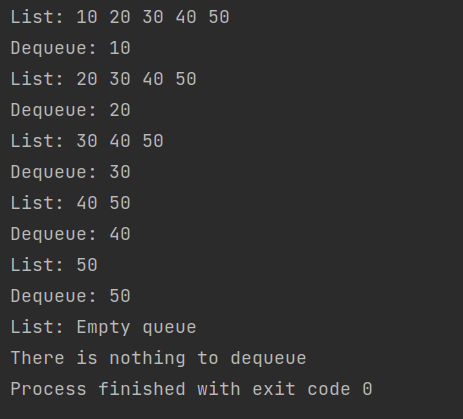 List: 10 20 30 40 50
Dequeue: 10
List: 20 30 40 50
Dequeue: 20
List: 30 40 50
Dequeue: 30
List: 40 50
Dequeue: 40
List: 50
Dequeue: 50
List: Empty queue
There is nothing to dequeue
Process finished with exit code 0